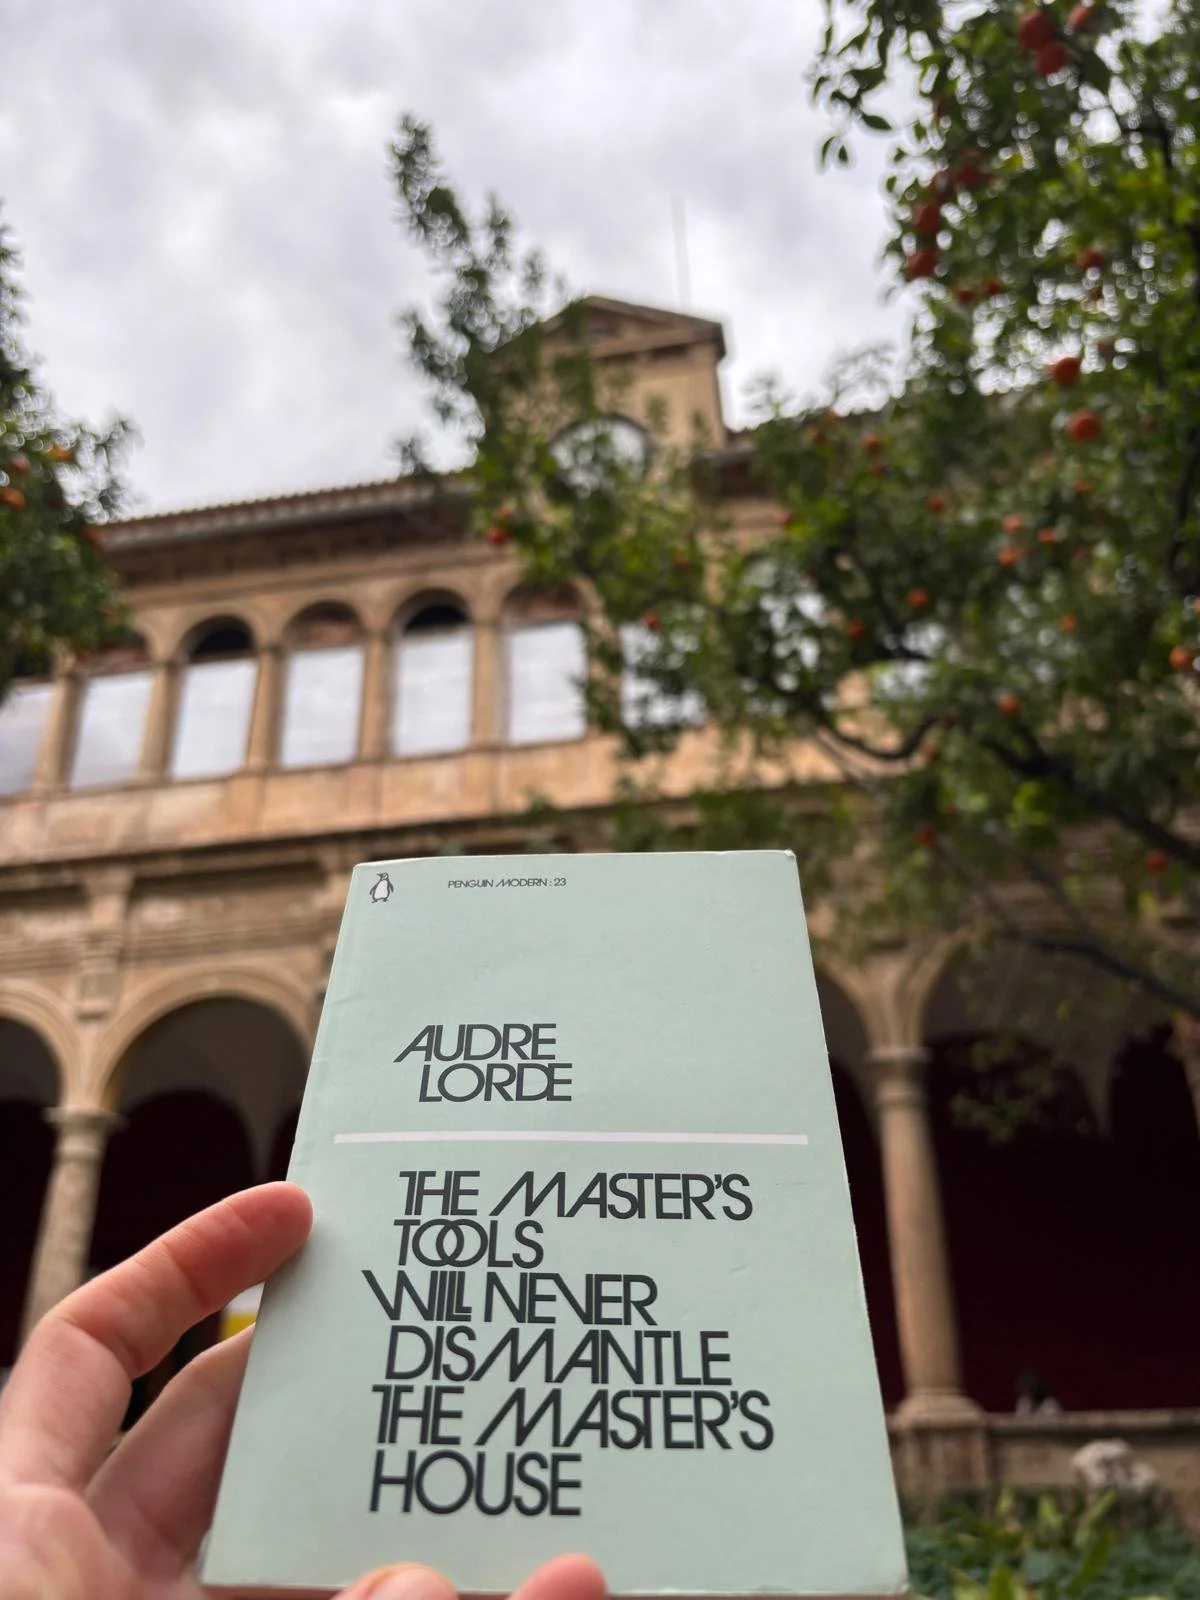 PENGUIN MODERN : 23
AUDRE
LORDE
THE MASTER'S
TOOLS
WILL NEVER
DISMANTLE
THE MASTER'S
HOUSE